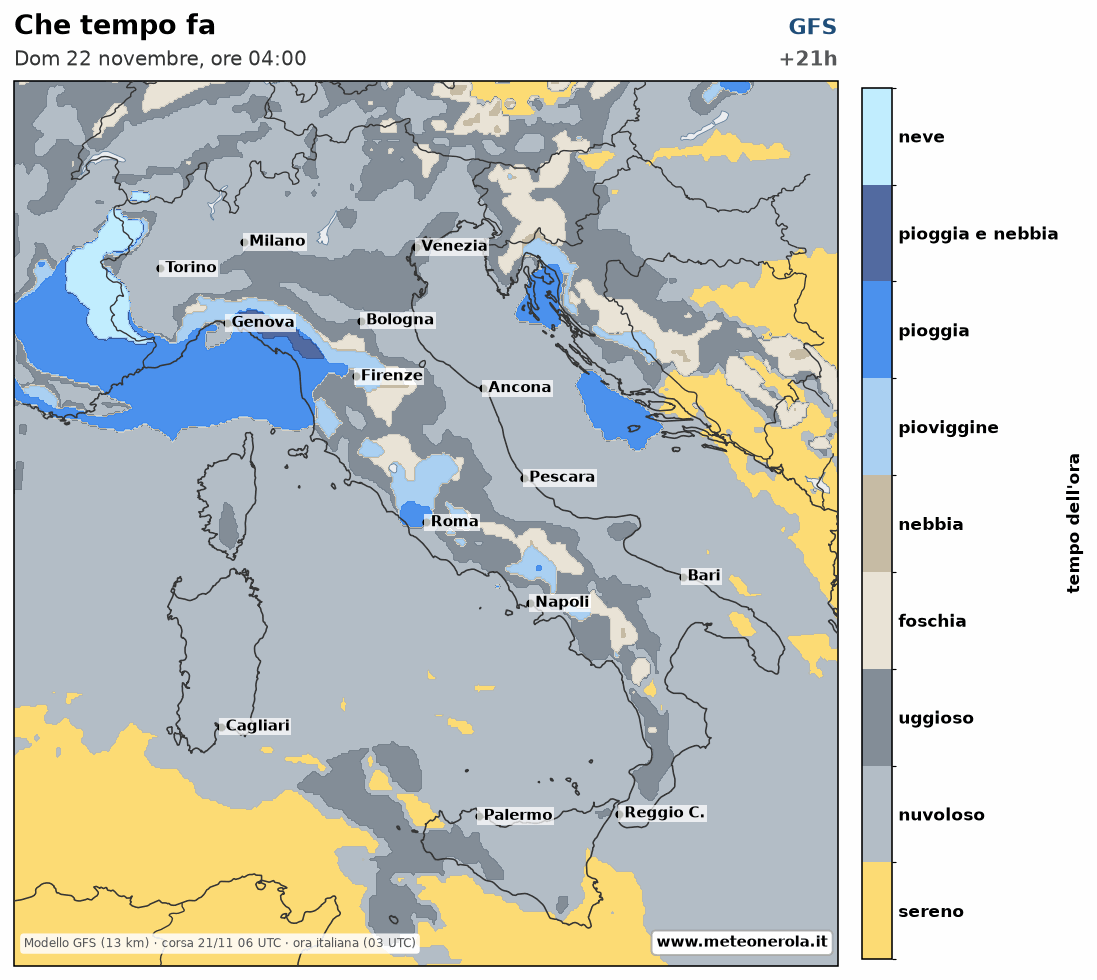 Che tempo fa
GFS
Dom 22 novembre, ore 04:00
+21h
neve
pioggia e nebbia
pioggia
pioviggine
nebbia
foschia
uggioso
nuvoloso
sereno
tempo dell'ora
Milano
Venezia
Torino
Genova
Bologna
Firenze
Ancona
Pescara
Roma
Bari
Napoli
Cagliari
Palermo
Reggio C.
Modello GFS (13 km) · corsa 21/11 06 UTC · ora italiana (03 UTC)
www.meteonerola.it